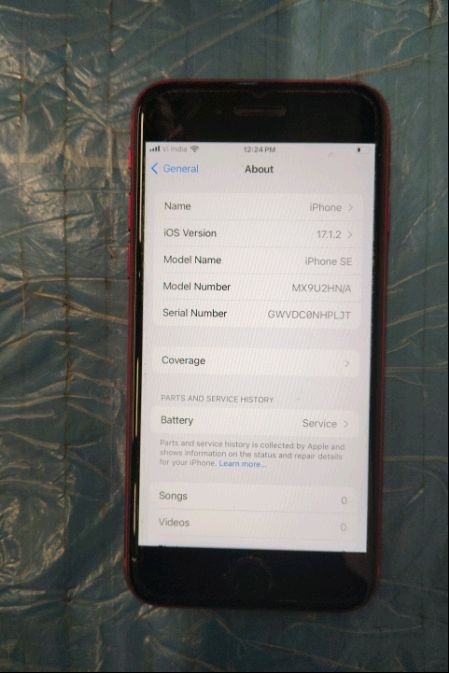 Vi India 12:24 PM
General About
Name iPhone
iOS Version 17.1.2
Model Name iPhone SE
Model Number MX9U2HN/A
Serial Number GWVDC0NHPLJT
Coverage
PARTS AND SERVICE HISTORY
Battery Service
Parts and service history is collected by Apple and
shows information on the status and repair details
for your iPhone. Learn more...
Songs 0
Videos 0